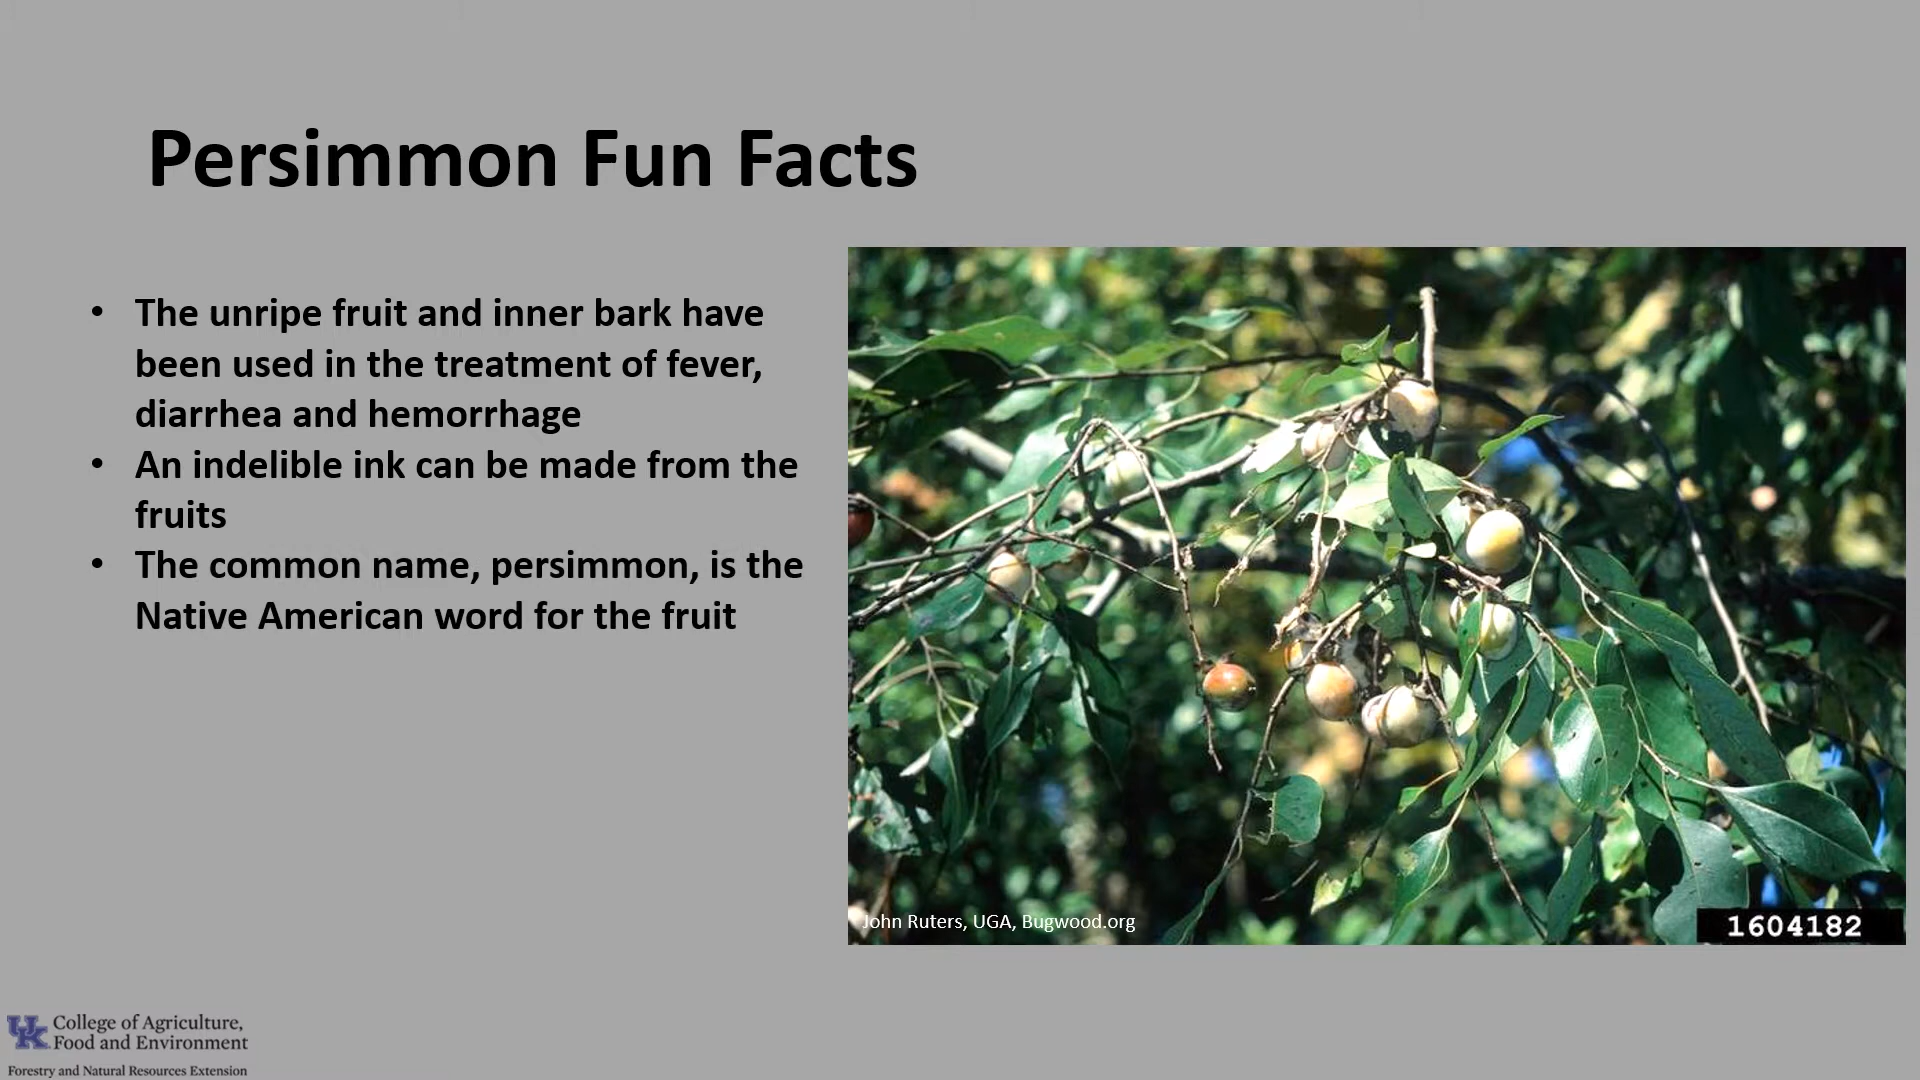 Persimmon Fun Facts
• The unripe fruit and inner bark have
been used in the treatment of fever,
diarrhea and hemorrhage
• An indelible ink can be made from the
fruits
• The common name, persimmon, is the
Native American word for the fruit
John Ruters, UGA, Bugwood.org
1604182
UK College of Agriculture,
Food and Environment
Forestry and Natural Resources Extension